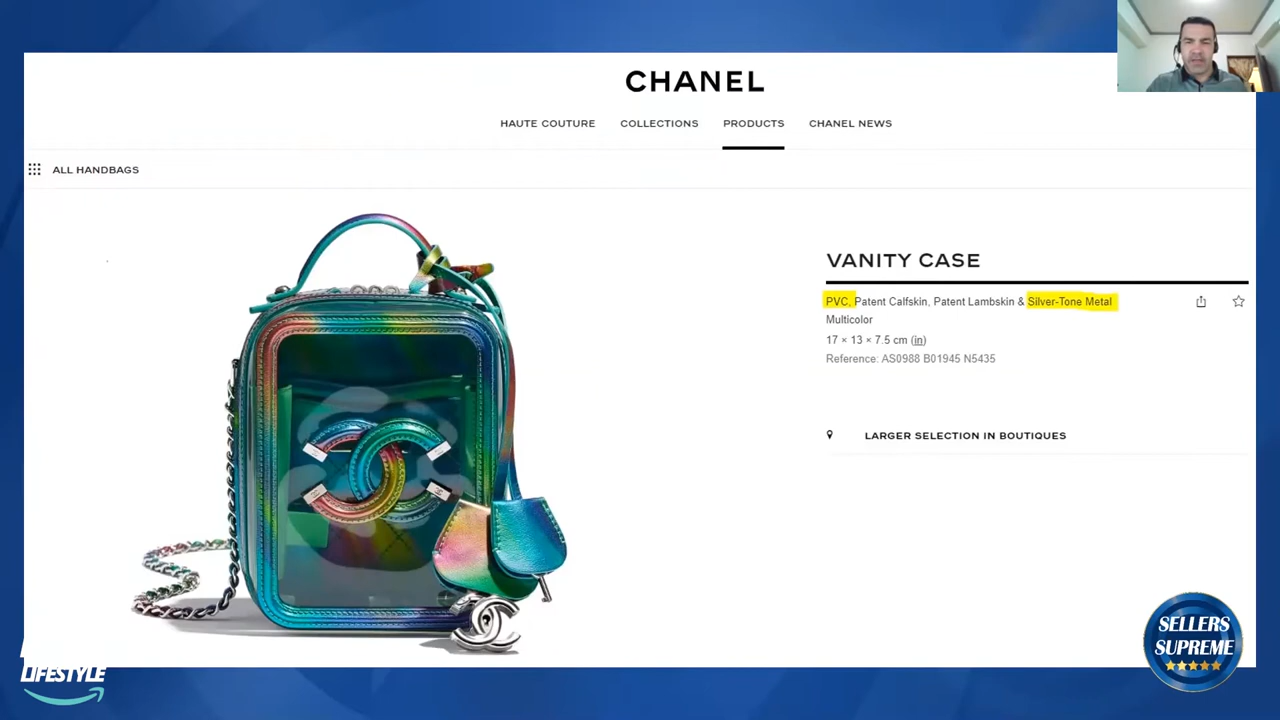 CHANEL
HAUTE COUTURE COLLECTIONS PRODUCTS CHANEL NEWS
ALL HANDBAGS
VANITY CASE
PVC, Patent Calfskin, Patent Lambskin & Silver-Tone Metal
Multicolor
17 × 13 × 7.5 cm (in)
Reference: AS0988 B01945 N5435
LARGER SELECTION IN BOUTIQUES
SELLERS
SUPREME
LIFESTYLE